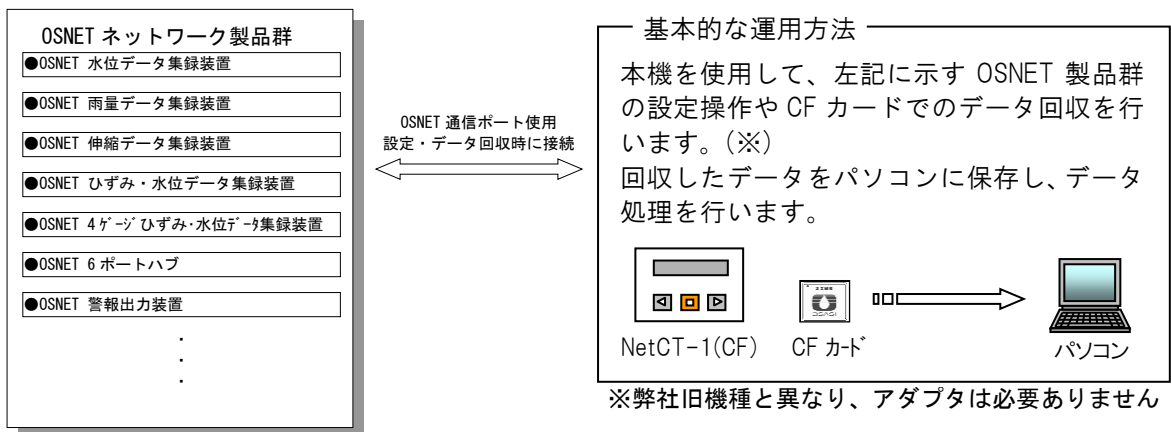 OSNET ネットワーク製品群
●OSNET 水位データ集録装置
●OSNET 雨量データ集録装置
●OSNET 伸縮データ集録装置
●OSNET ひずみ・水位データ集録装置
●OSNET 4ｹﾞｰｼﾞひずみ･水位ﾃﾞｰﾀ集録装置
●OSNET 6 ポートハブ
●OSNET 警報出力装置
・
・
・
OSNET 通信ポート使用
設定・データ回収時に接続
基本的な運用方法
本機を使用して、左記に示す OSNET 製品群
の設定操作や CF カードでのデータ回収を行
います。(※)
回収したデータをパソコンに保存し、データ
処理を行います。
OSASI
NetCT-1(CF)
CF ｶｰﾄﾞ
パソコン
※弊社旧機種と異なり、アダプタは必要ありません